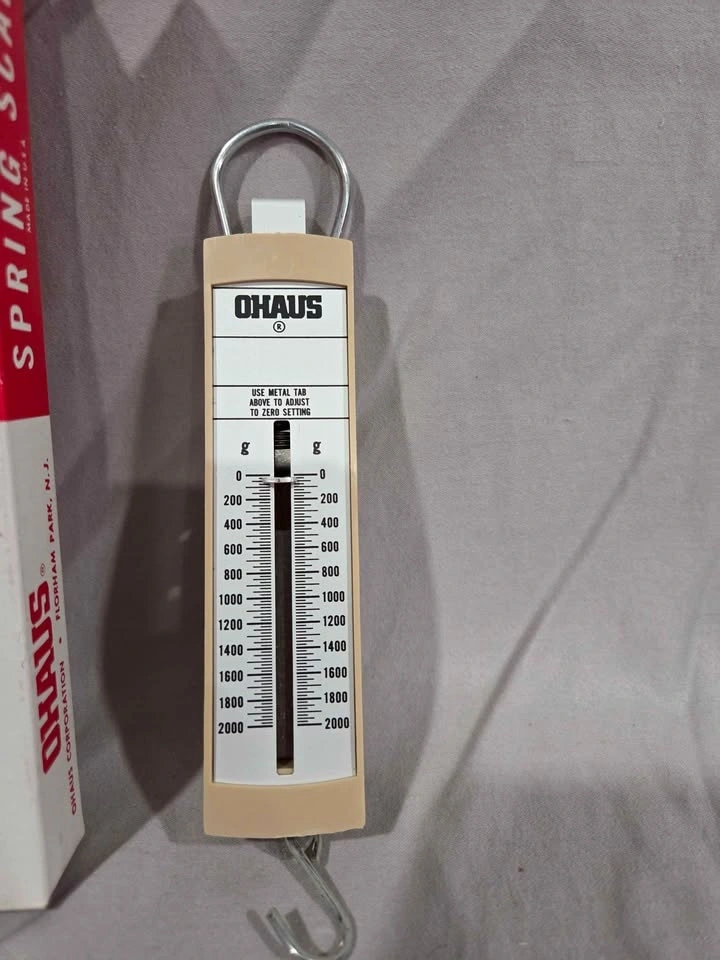 SPRING SCA
MADE IN U.S.A.
OHAUS®
OHAUS CORPORATION • FLORHAM PARK, N.J.
OHAUS
®
USE METAL TAB
ABOVE TO ADJUST
TO ZERO SETTING
g g
0 0
200 200
400 400
600 600
800 800
1000 1000
1200 1200
1400 1400
1600 1600
1800 1800
2000 2000